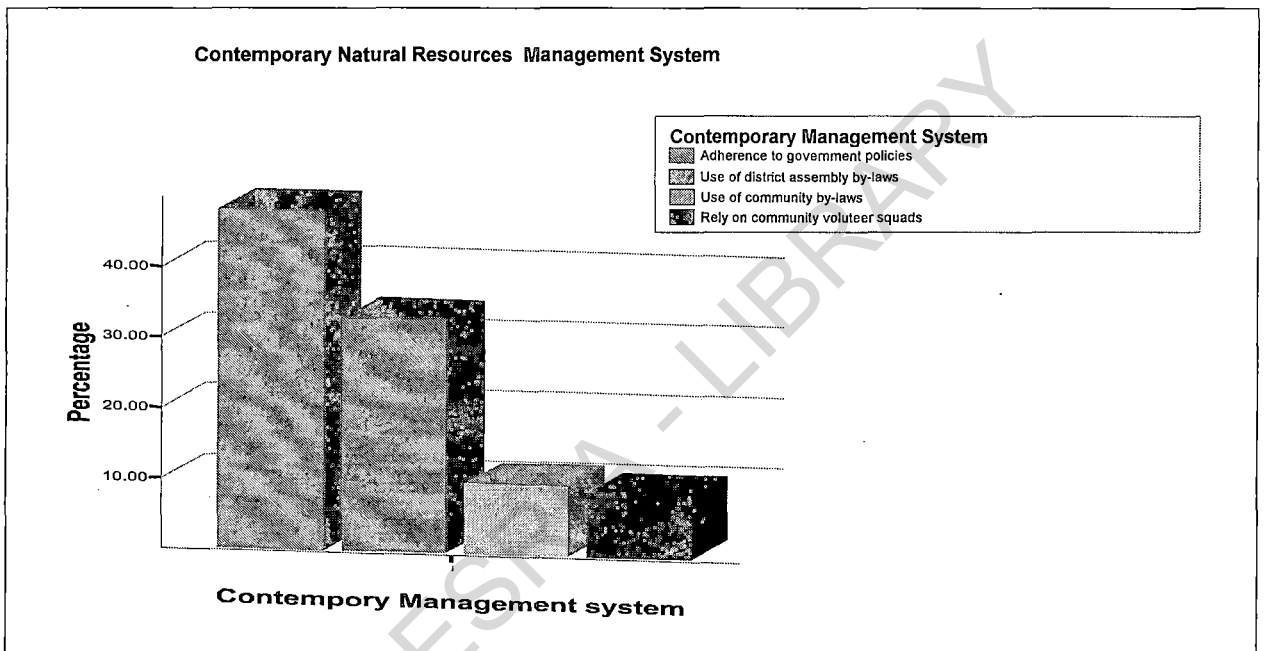 Contemporary Natural Resources Management System
Contemporary Management System
Adherence to government policies
Use of district assembly by-laws
Use of community by-laws
Rely on community voluteer squads
40.00
30.00
20.00
10.00
Percentage
Contempory Management system
LIBRARY